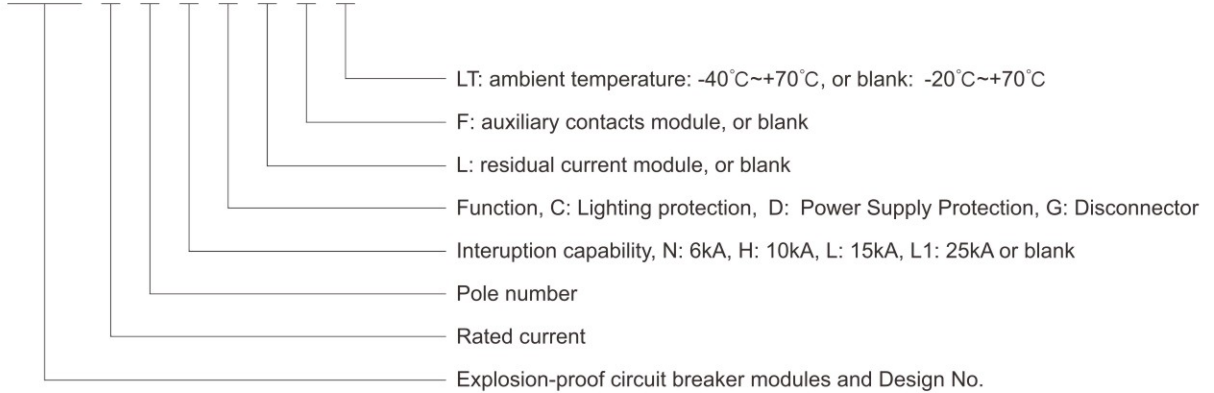 LT: ambient temperature: -40°C~+70°C, or blank: -20°C~+70°C
F: auxiliary contacts module, or blank
L: residual current module, or blank
Function, C: Lighting protection, D: Power Supply Protection, G: Disconnector
Interuption capability, N: 6kA, H: 10kA, L: 15kA, L1: 25kA or blank
Pole number
Rated current
Explosion-proof circuit breaker modules and Design No.